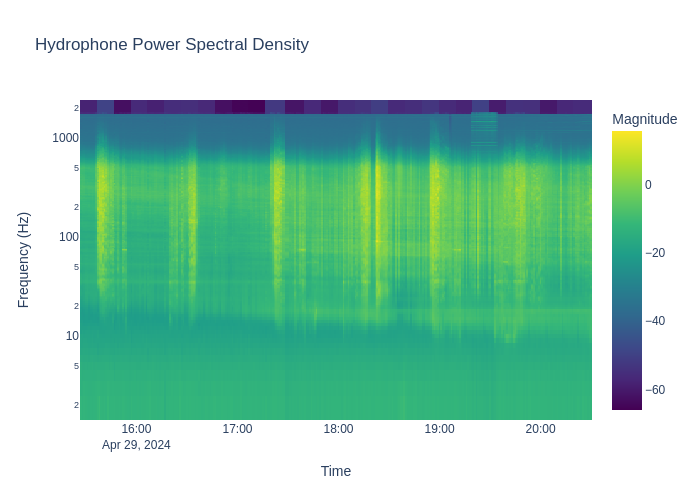 Hydrophone Power Spectral Density
Magnitude
0
−20
−40
−60
2
1000
5
2
100
5
2
10
5
2
Frequency (Hz)
16:00 17:00 18:00 19:00 20:00
Apr 29, 2024
Time